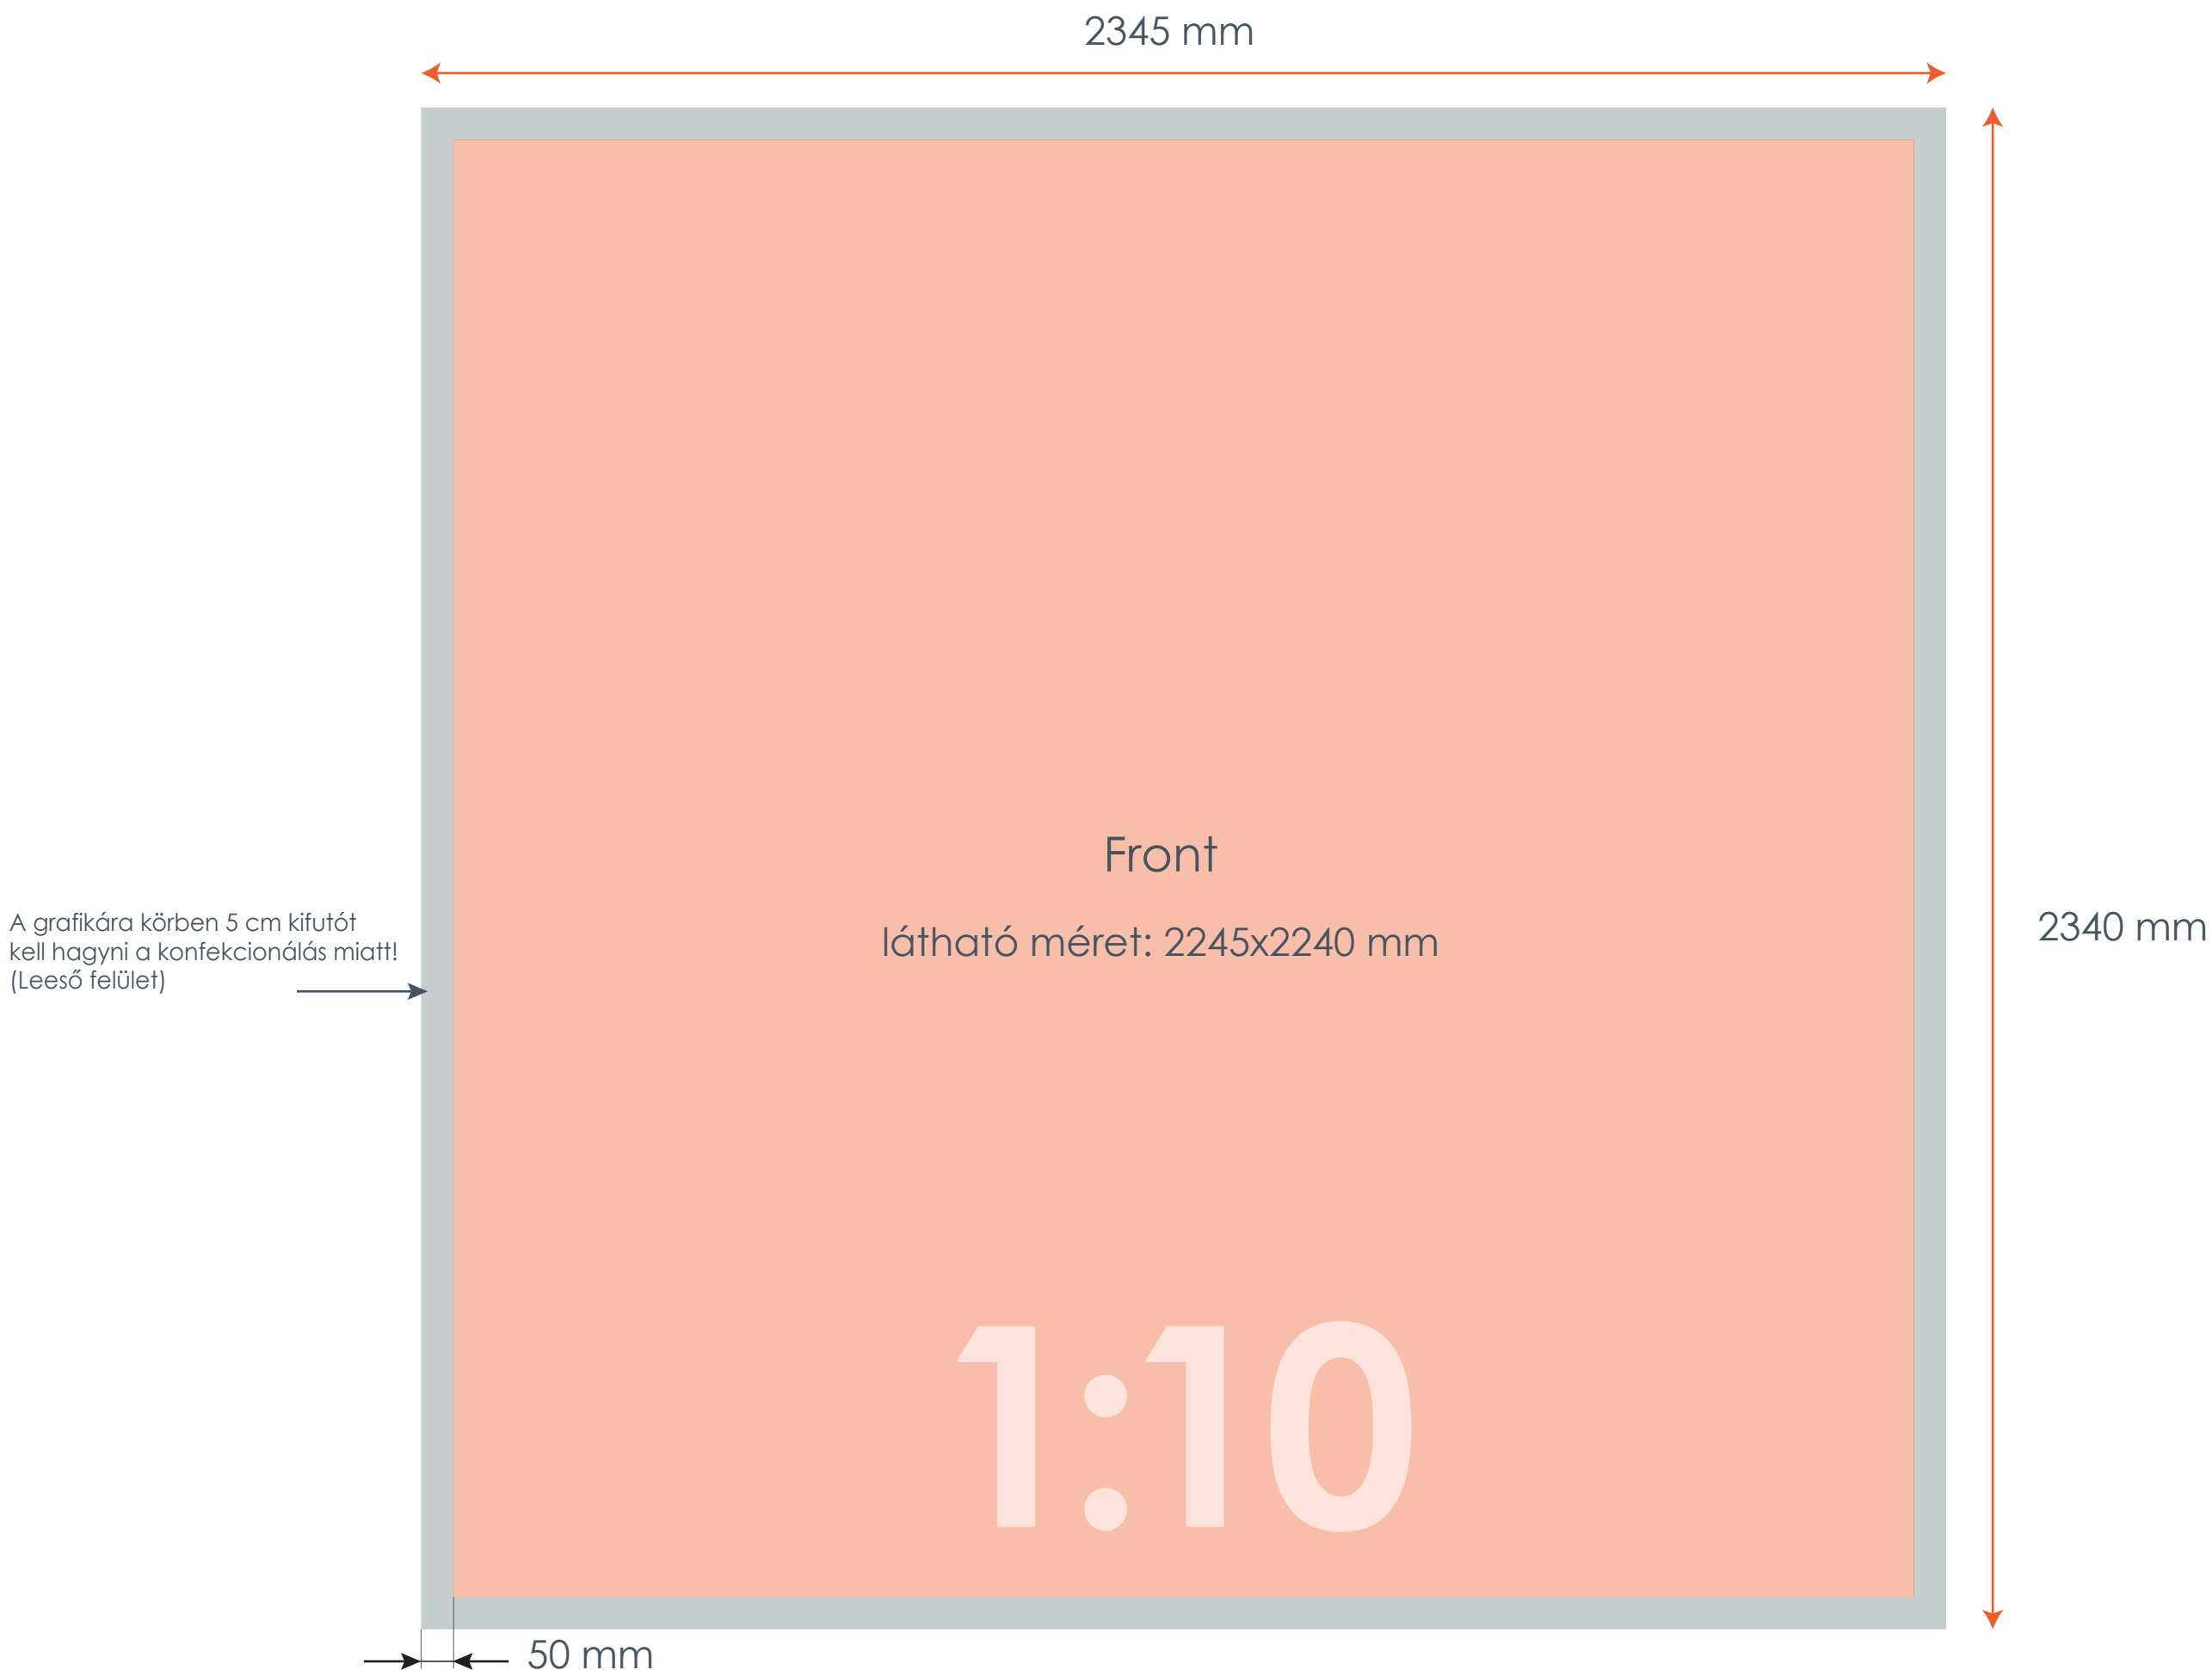 2345 mm
Front
látható méret: 2245x2240 mm
A grafikára körben 5 cm kifutót
kell hagyni a konfekcionálás miatt!
(Leeső felület)
2340 mm
1:10
50 mm